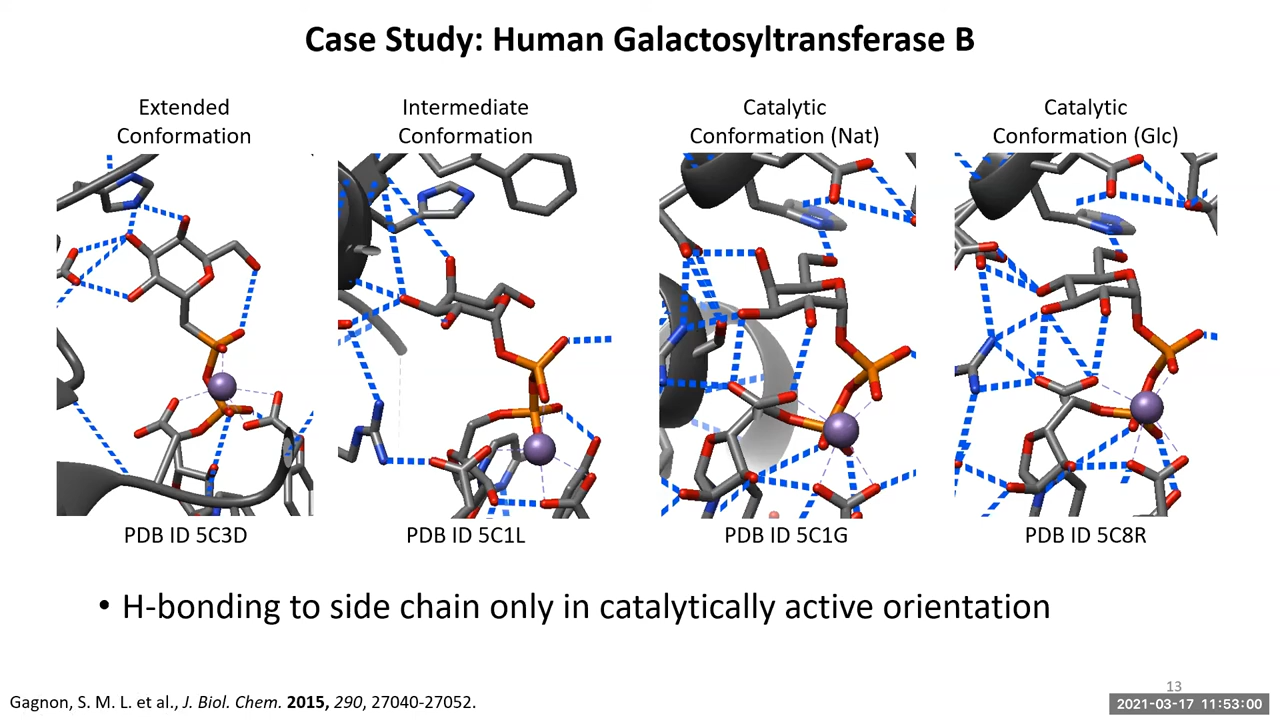 Case Study: Human Galactosyltransferase B
Extended
Conformation
Intermediate
Conformation
Catalytic
Conformation (Nat)
Catalytic
Conformation (Glc)
PDB ID 5C3D
PDB ID 5C1L
PDB ID 5C1G
PDB ID 5C8R
• H-bonding to side chain only in catalytically active orientation
13
Gagnon, S. M. L. et al., J. Biol. Chem. 2015, 290, 27040-27052.
2021-03-17 11:53:00